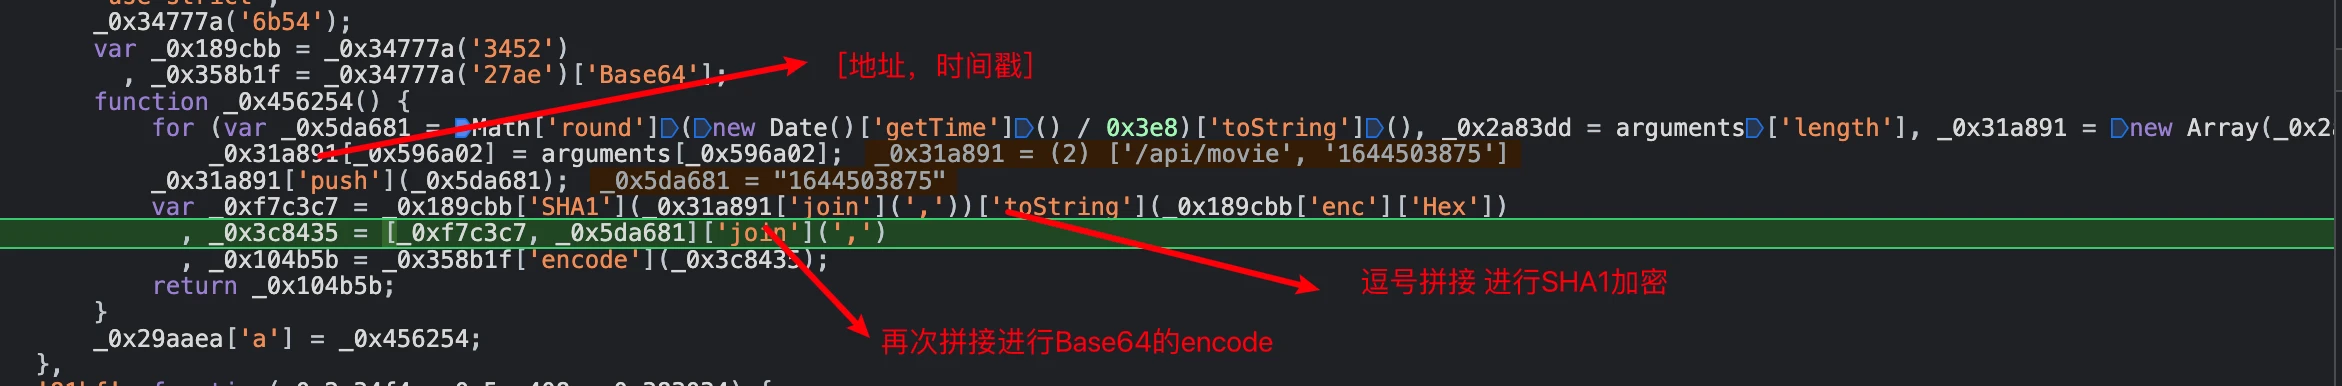 _0x34777a('6b54');
var _0x189cbb = _0x34777a('3452')
, _0x358b1f = _0x34777a('27ae')['Base64'];
[地址，时间戳]
function _0x456254() {
for (var _0x5da681 = Math['round'](new Date()['getTime']() / 0x3e8)['toString'](), _0x2a83dd = arguments['length'], _0x31a891 = new Array(_0x2
_0x31a891[_0x596a02] = arguments[_0x596a02]; _0x31a891 = (2) ['/api/movie', '1644503875']
_0x31a891['push'](_0x5da681); _0x5da681 = "1644503875"
var _0xf7c3c7 = _0x189cbb['SHA1'](_0x31a891['join'](','))['toString'](_0x189cbb['enc']['Hex'])
, _0x3c8435 = [_0xf7c3c7, _0x5da681]['join'](',')
, _0x104b5b = _0x358b1f['encode'](_0x3c8435);
return _0x104b5b;
逗号拼接 进行SHA1加密
}
_0x29aaea['a'] = _0x456254;
再次拼接进行Base64的encode
},